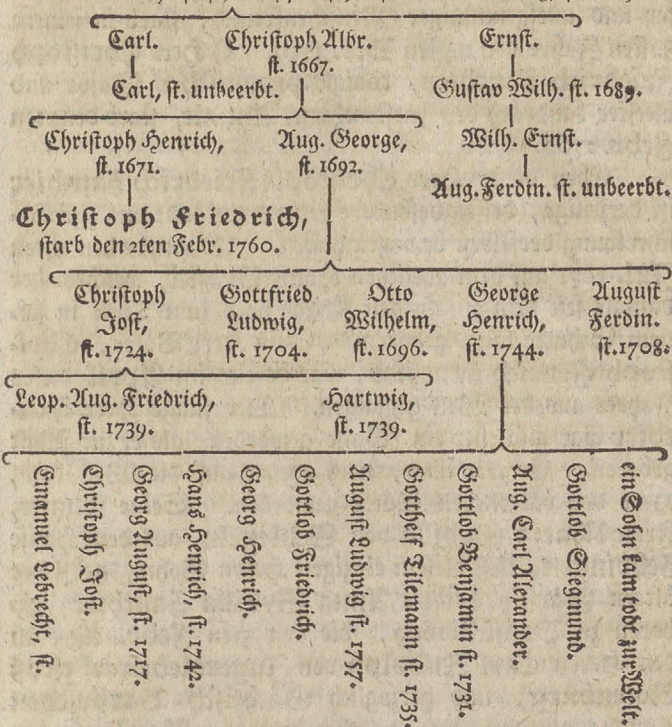 Carl.
Christoph Albr.
st. 1667.
Ernst.
Carl, st. unbeerbt.
Gustav Wilh. st. 1689.
Christoph Henrich,
st. 1671.
Aug. George,
st. 1692.
Wilh. Ernst.
Aug. Ferdin. st. unbeerbt.
Christoph Friedrich,
starb den 2ten Febr. 1760.
Christoph
Jost,
st. 1724.
Gottfried
Ludwig,
st. 1704.
Otto
Wilhelm,
st. 1696.
George
Henrich,
st. 1744.
August
Ferdin.
st. 1708.
Leop. Aug. Friedrich,
st. 1739.
Hartwig,
st. 1739.
Emanuel Lebrecht, st.
Christoph Jost.
Georg August, st. 1717.
Hans Henrich, st. 1742.
Georg Henrich.
Gottlob Friedrich.
August Ludwig st. 1757.
Gotthelf Tilemann st. 1735.
Gottlob Benjamin st. 1731.
Aug. Carl Alexander.
Gottlob Siegmund.
ein Sohn kam todt zur Welt.